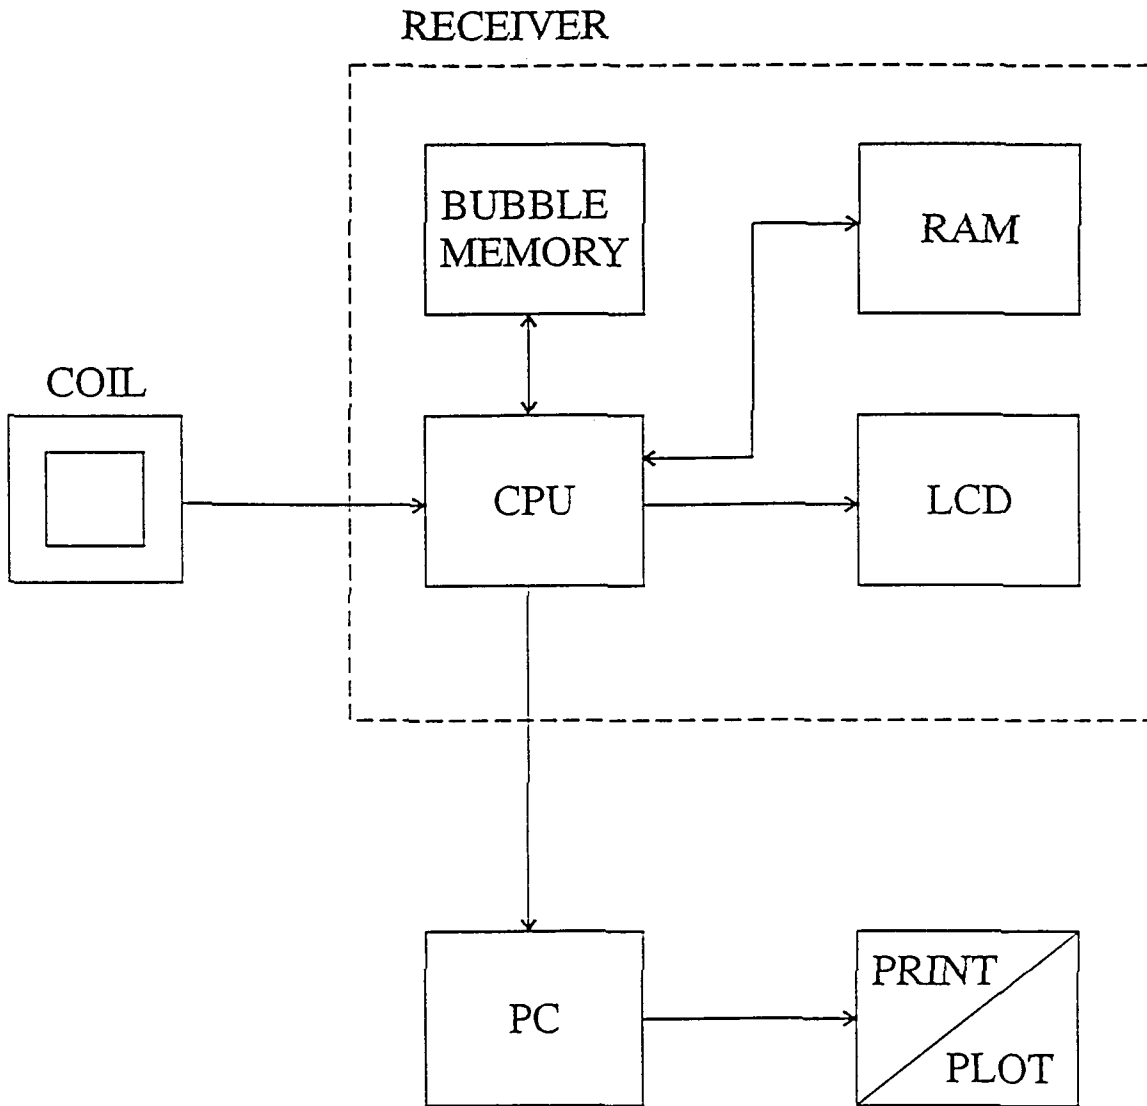 RECEIVER
BUBBLE
MEMORY
RAM
COIL
CPU
LCD
PC
PRINT
PLOT